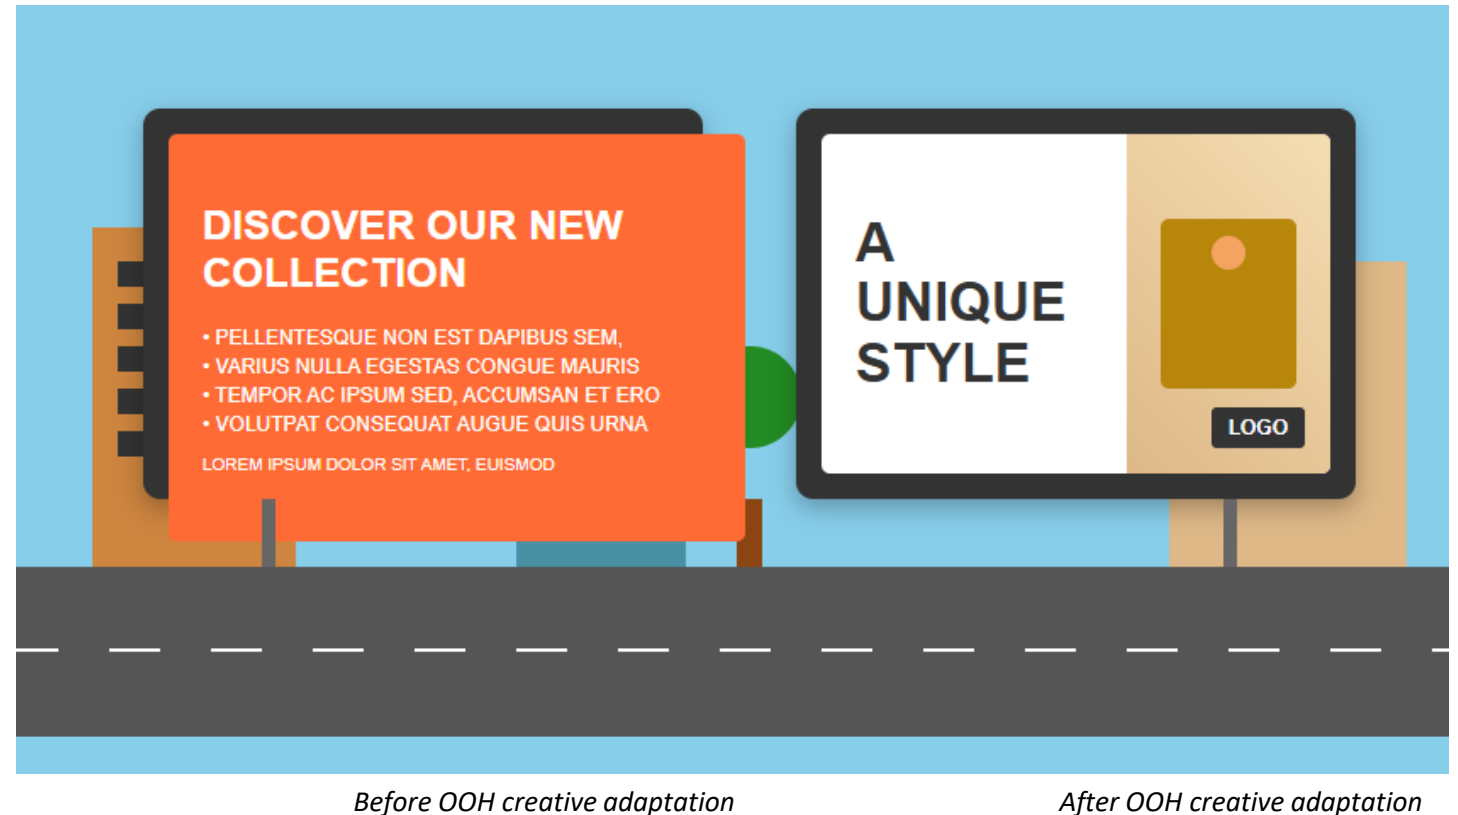 DISCOVER OUR NEW
COLLECTION
• PELLENTESQUE NON EST DAPIBUS SEM,
• VARIUS NULLA EGESTAS CONGUE MAURIS
• TEMPOR AC IPSUM SED, ACCUMSAN ET ERO
• VOLUTPAT CONSEQUAT AUGUE QUIS URNA
LOREM IPSUM DOLOR SIT AMET, EUISMOD
A
UNIQUE
STYLE
LOGO
Before OOH creative adaptation
After OOH creative adaptation